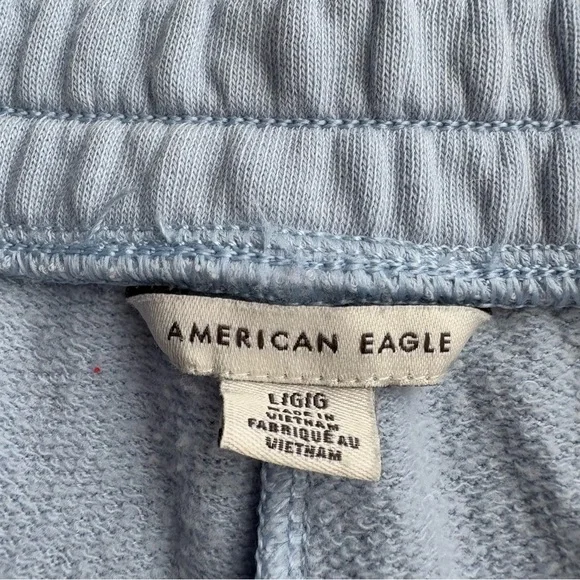 AMERICAN EAGLE
L/G/G
MADE IN
VIETNAM
FABRIQUÉ AU
VIETNAM